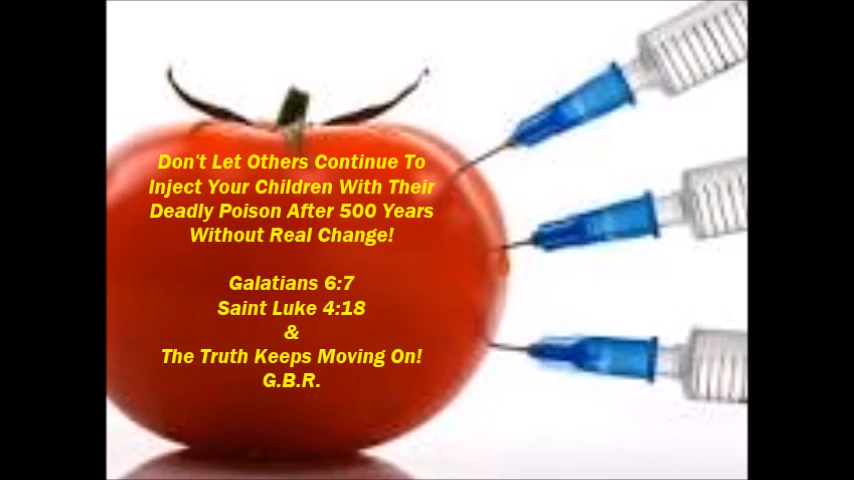 Don't Let Others Continue To
Inject Your Children With Their
Deadly Poison After 500 Years
Without Real Change!
Galatians 6:7
Saint Luke 4:18
&
The Truth Keeps Moving On!
G.B.R.